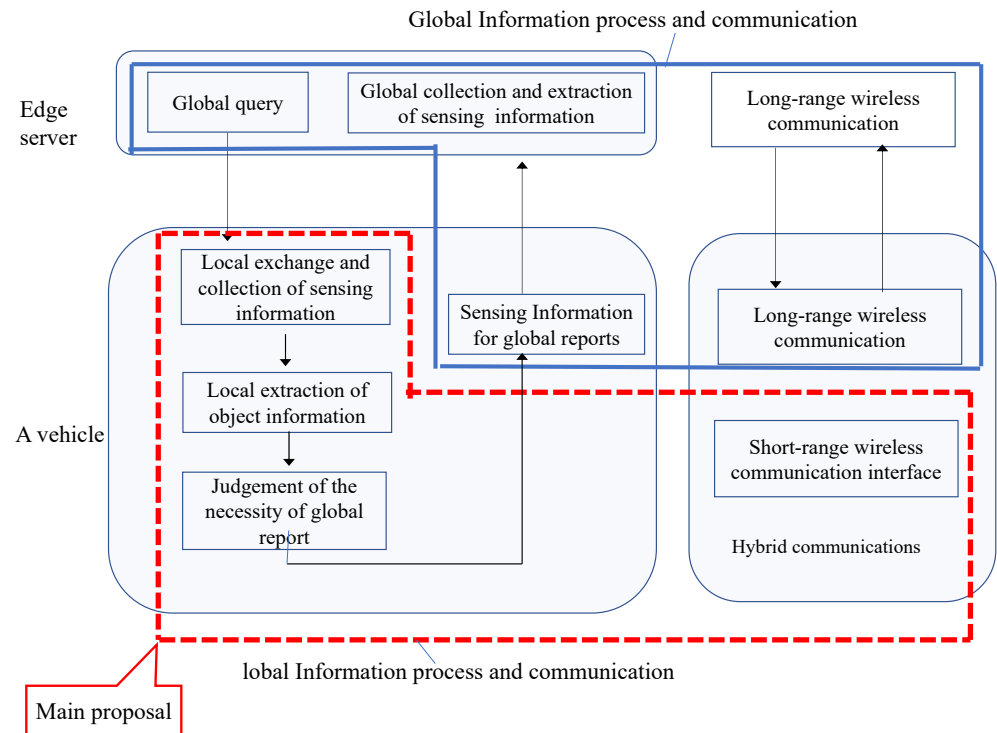 Global Information process and communication
Edge
server
Global query
Global collection and extraction
of sensing information
Long-range wireless
communication
A vehicle
Local exchange and
collection of sensing
information
Local extraction of
object information
Judgement of the
necessity of global
report
Sensing Information
for global reports
Long-range wireless
communication
Short-range wireless
communication interface
Hybrid communications
lobal Information process and communication
Main proposal